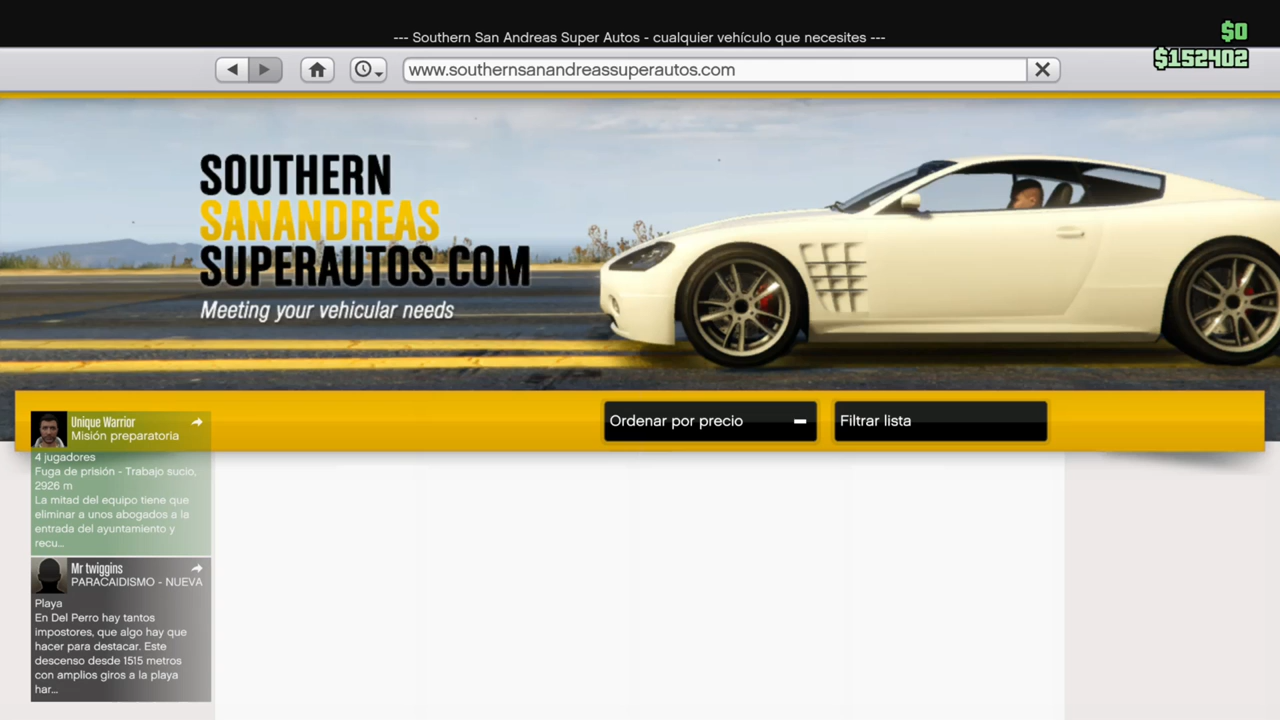 --- Southern San Andreas Super Autos - cualquier vehículo que necesites ---
$0
$152402
www.southernsanandreassuperautos.com
SOUTHERN
SANANDREAS
SUPERAUTOS.COM
Meeting your vehicular needs
Ordenar por precio
Filtrar lista
Unique Warrior
Misión preparatoria
4 jugadores
Fuga de prisión - Trabajo sucio,
2926 m
La mitad del equipo tiene que
eliminar a unos abogados a la
entrada del ayuntamiento y
recu...
Mr twiggins
PARACAIDISMO - NUEVA
Playa
En Del Perro hay tantos
impostores, que algo hay que
hacer para destacar. Este
descenso desde 1515 metros
con amplios giros a la playa
har...